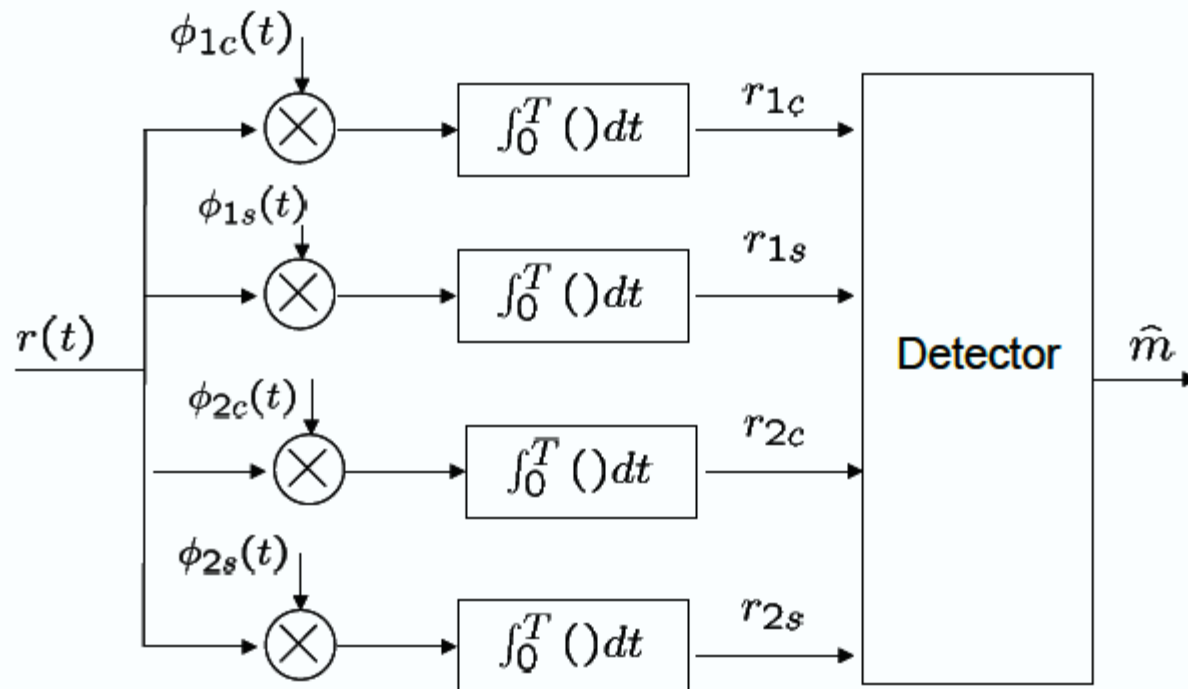 ϕ1c(t)
∫₀ᵀ ()dt
r1c
ϕ1s(t)
∫₀ᵀ ()dt
r1s
r(t)
Detector
m̂
ϕ2c(t)
∫₀ᵀ ()dt
r2c
ϕ2s(t)
∫₀ᵀ ()dt
r2s